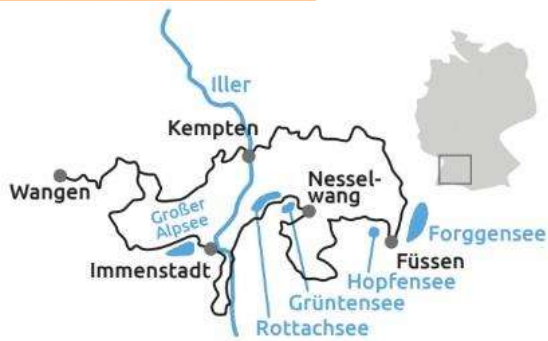 Iller
Kempten
Wangen
Großer
Alpsee
Nessel-
wang
Immenstadt
Forggensee
Füssen
Hopfensee
Grüntensee
Rottachsee